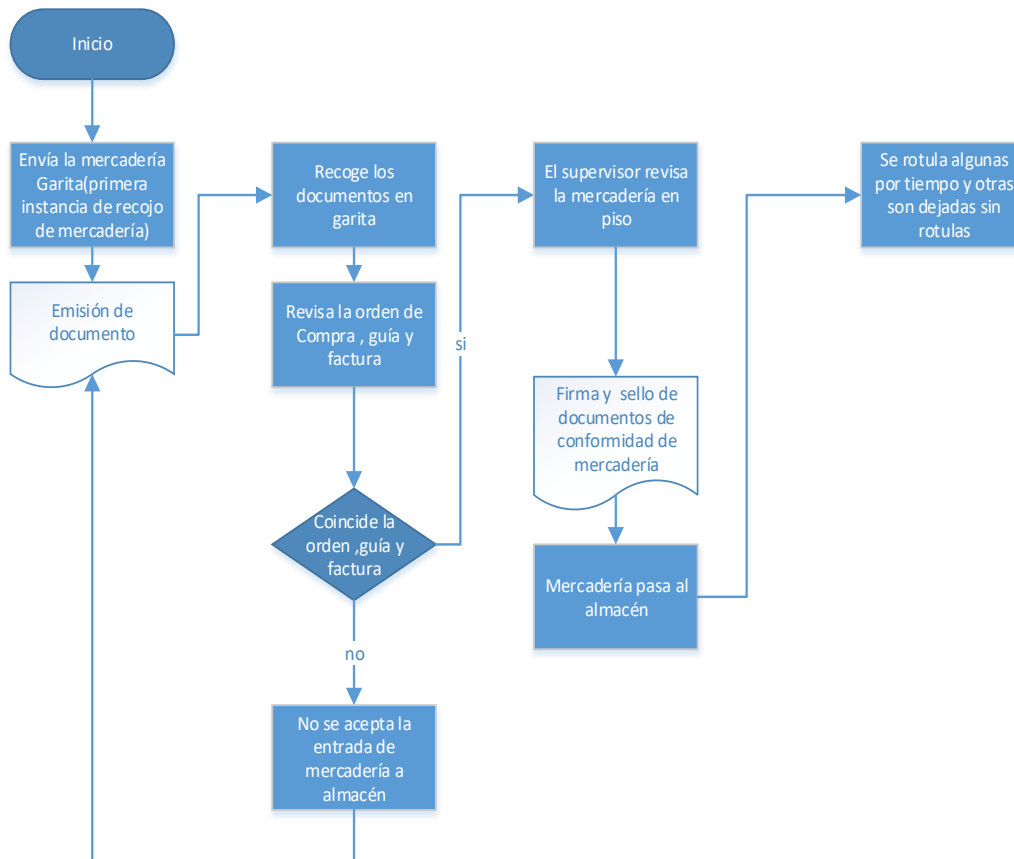 Inicio
Envía la mercadería
Garita(primera
instancia de recojo
de mercadería)
Emisión de
documento
Recoge los
documentos en
garita
Revisa la orden de
Compra , guía y
factura
Coincide la
orden ,guía y
factura
no
No se acepta la
entrada de
mercadería a
almacén
si
El supervisor revisa
la mercadería en
piso
Firma y sello de
documentos de
conformidad de
mercadería
Mercadería pasa al
almacén
Se rotula algunas
por tiempo y otras
son dejadas sin
rotulas